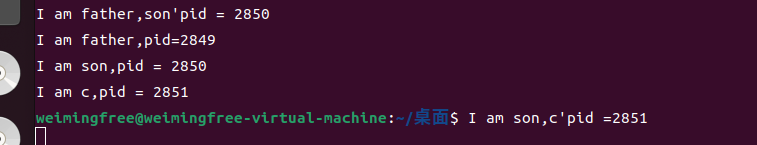 I am father,son'pid = 2850
I am father,pid=2849
I am son,pid = 2850
I am c,pid = 2851
weimingfree@weimingfree-virtual-machine:~/桌面$ I am son,c'pid =2851